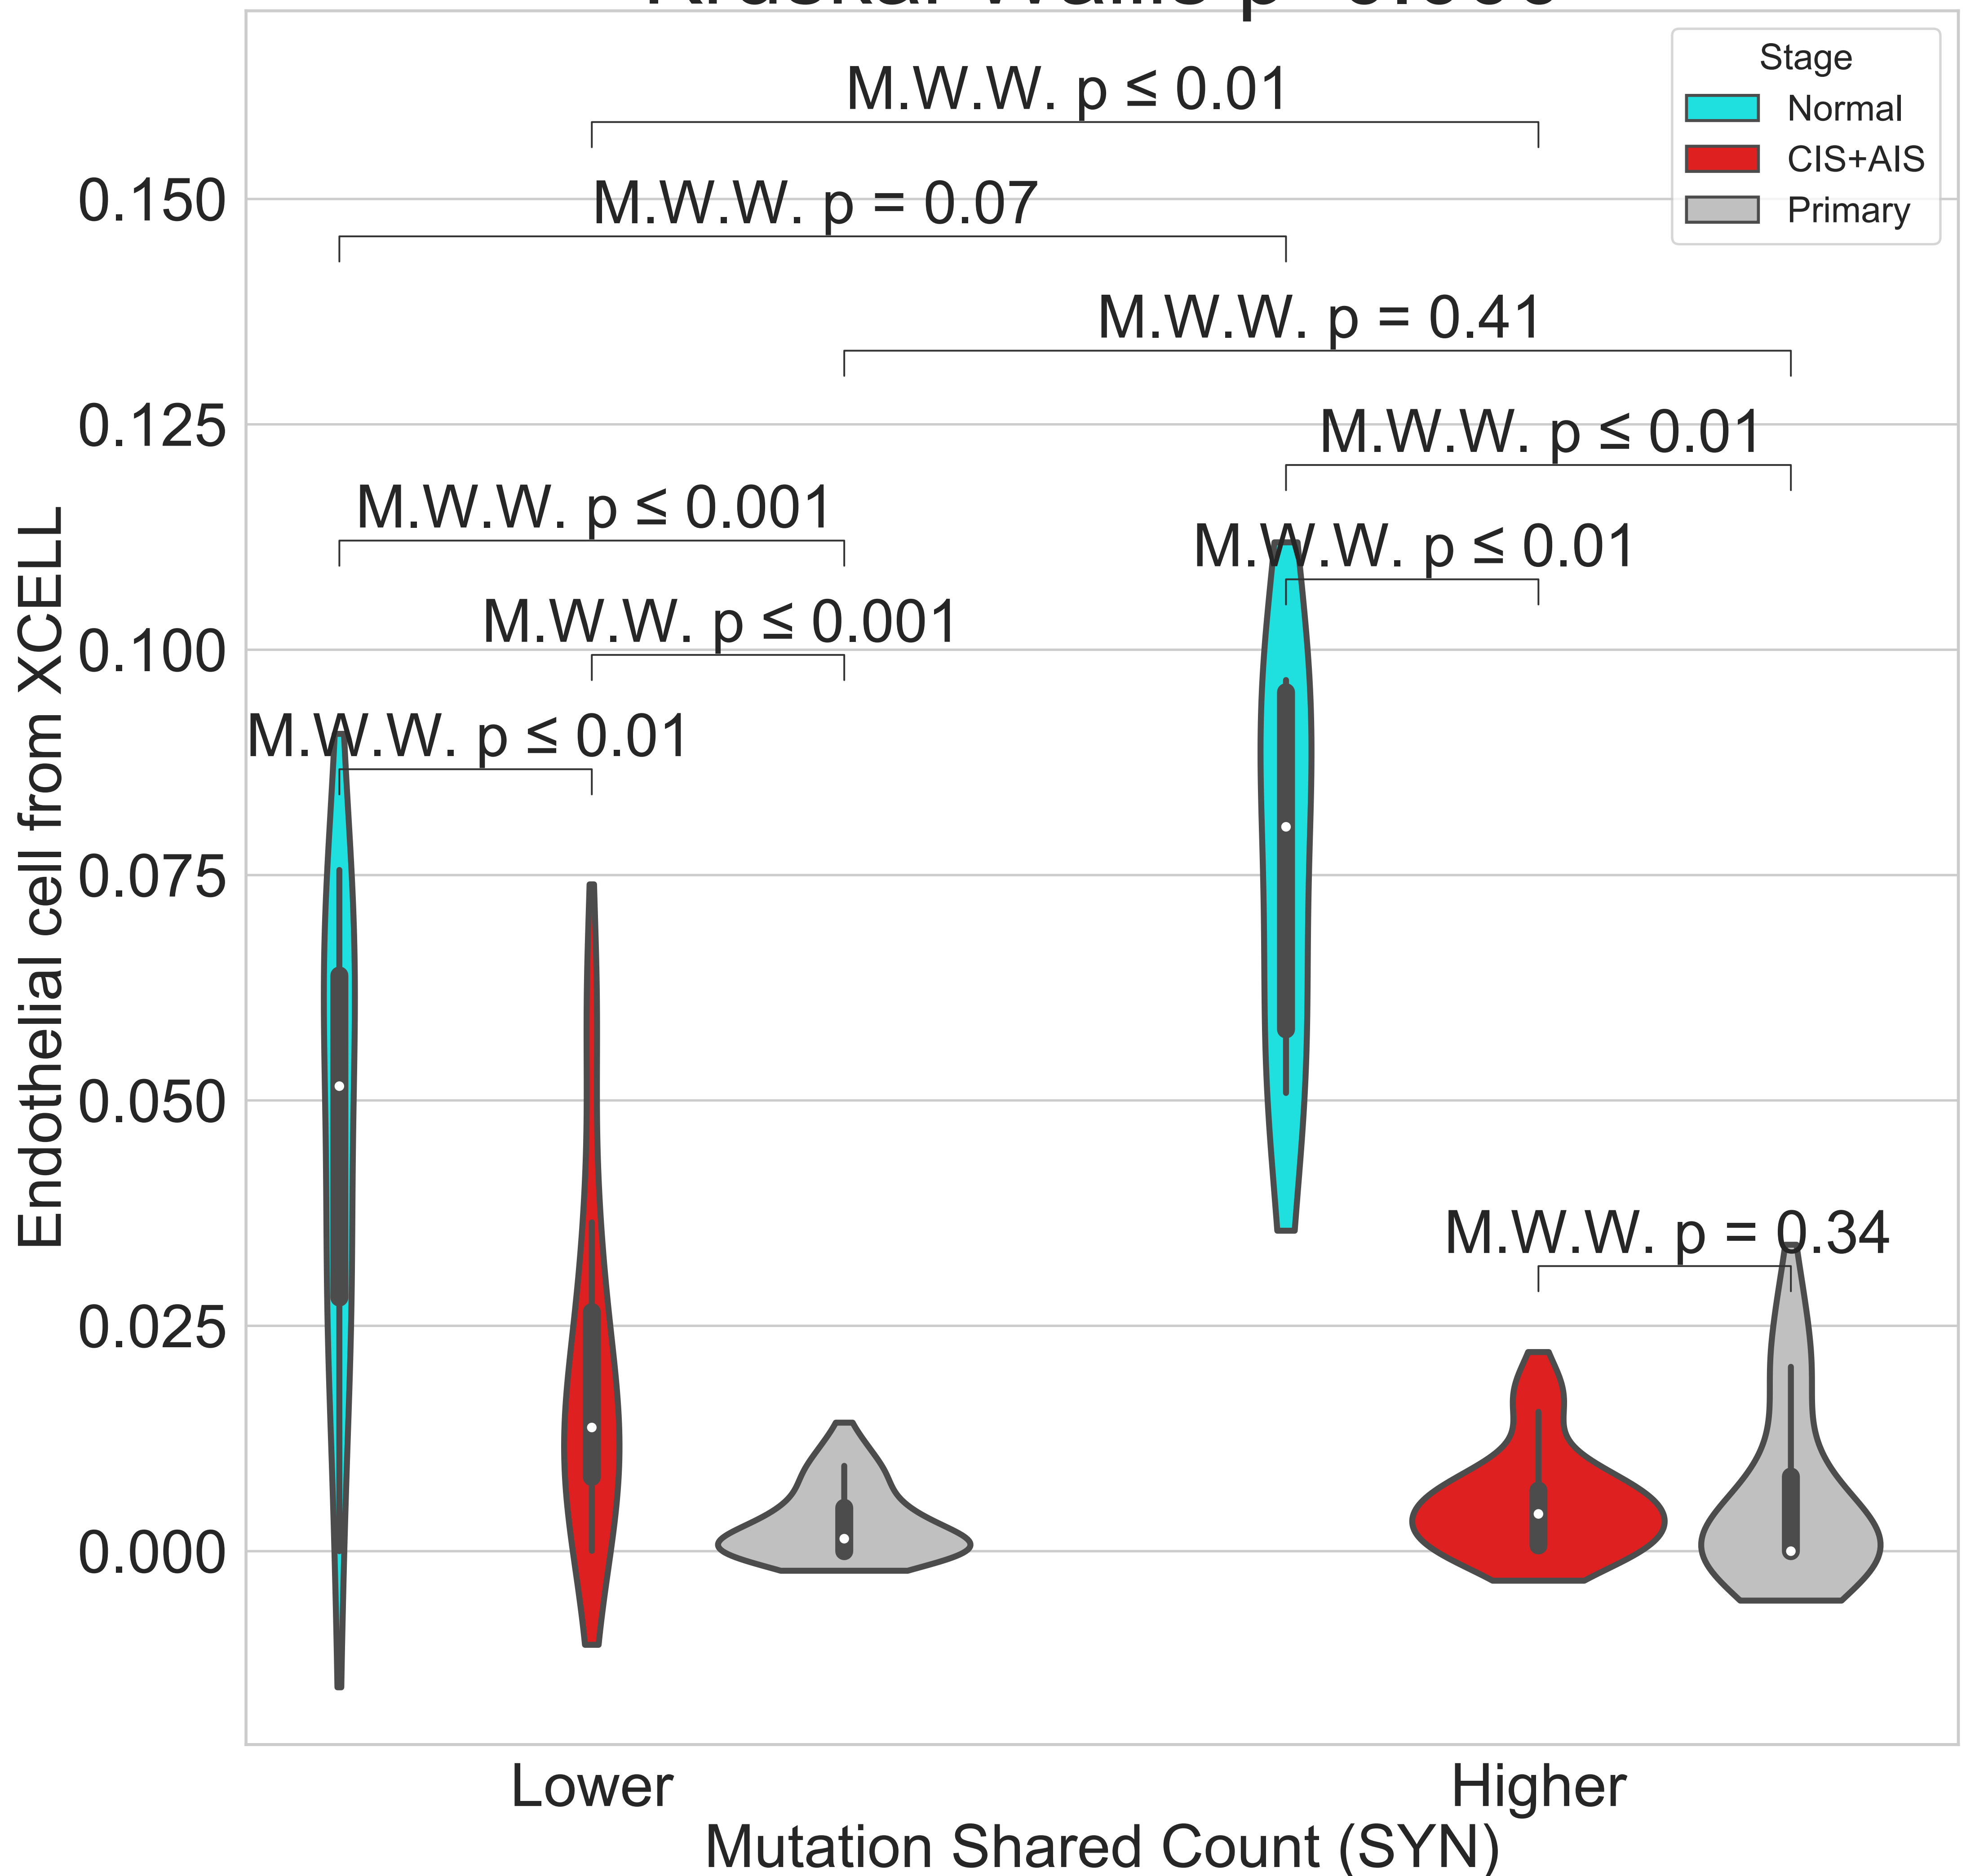 Stage
Normal
CIS+AIS
Primary
M.W.W. p ≤ 0.01
M.W.W. p = 0.07
M.W.W. p = 0.41
M.W.W. p ≤ 0.01
M.W.W. p ≤ 0.001
M.W.W. p ≤ 0.01
M.W.W. p ≤ 0.001
M.W.W. p ≤ 0.01
M.W.W. p = 0.34
0.150
0.125
0.100
0.075
0.050
0.025
0.000
Endothelial cell from XCELL
Lower
Higher
Mutation Shared Count (SYN)